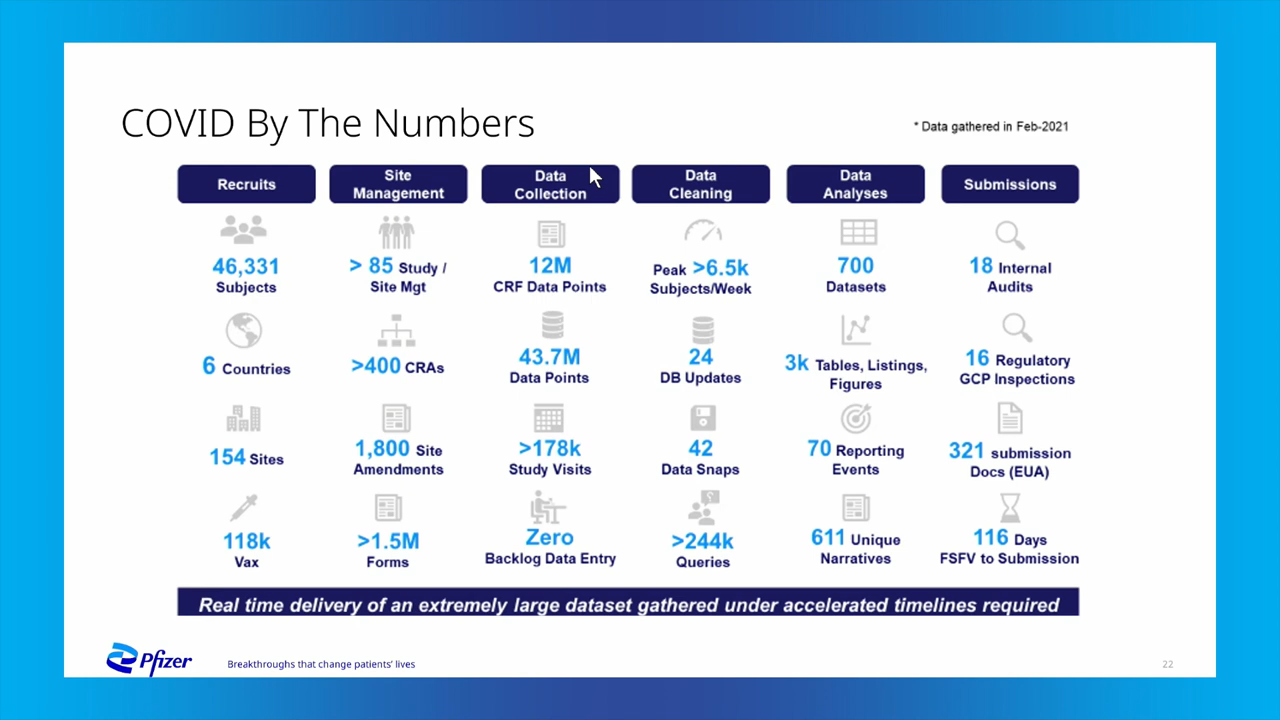 COVID By The Numbers
* Data gathered in Feb-2021
Recruits
Site
Management
Data
Collection
Data
Cleaning
Data
Analyses
Submissions
46,331
Subjects
> 85 Study /
Site Mgt
12M
CRF Data Points
Peak >6.5k
Subjects/Week
700
Datasets
18 Internal
Audits
6 Countries
>400 CRAs
43.7M
Data Points
24
DB Updates
3k Tables, Listings,
Figures
16 Regulatory
GCP Inspections
154 Sites
1,800 Site
Amendments
>178k
Study Visits
42
Data Snaps
70 Reporting
Events
321 submission
Docs (EUA)
118k
Vax
>1.5M
Forms
Zero
Backlog Data Entry
>244k
Queries
611 Unique
Narratives
116 Days
FSFV to Submission
Real time delivery of an extremely large dataset gathered under accelerated timelines required
Pfizer
Breakthroughs that change patients' lives
22